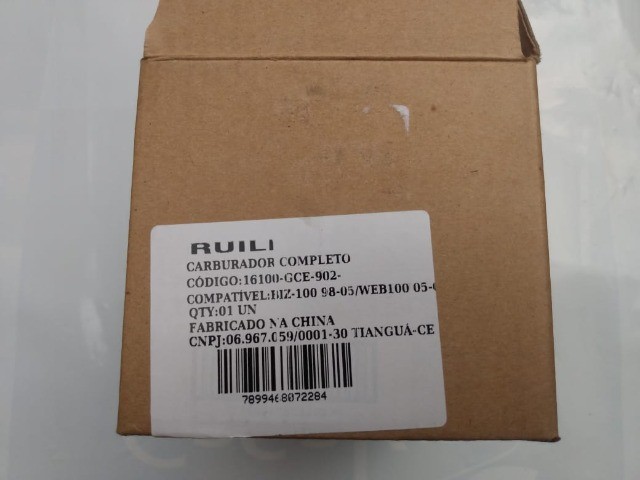 RUILI
CARBURADOR COMPLETO
CÓDIGO:16100-GCE-902-
COMPATÍVEL:BIZ-100 98-05/WEB100 05-0
QTY:01 UN
FABRICADO NA CHINA
CNPJ:06.967.059/0001-30 TIANGUÁ-CE
7899468072284